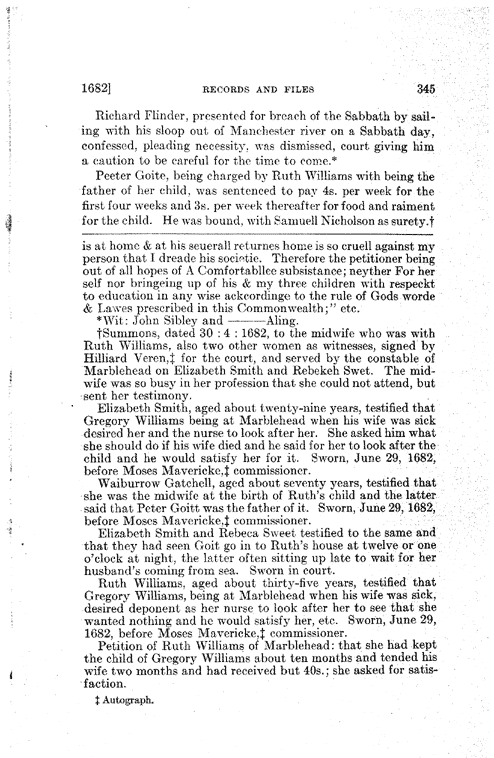 1682] RECORDS AND FILES 345
Richard Flinder, presented for breach of the Sabbath by sail-
ing with his sloop out of Manchester river on a Sabbath day,
confessed, pleading necessity, was dismissed, court giving him
a caution to be careful for the time to come.*
Peeter Goite, being charged by Ruth Williams with being the
father of her child, was sentenced to pay 4s. per week for the
first four weeks and 3s. per week thereafter for food and raiment
for the child. He was bound, with Samuell Nicholson as surety.†
is at home & at his seuerall returnes home is so cruell against my
person that I dreade his societie. Therefore the petitioner being
out of all hopes of A Comfortabllce subsistance; neyther For her
self nor bringeing up of his & my three children with respeckt
to education in any wise ackcordinge to the rule of Gods worde
& Lawes prescribed in this Commonwealth;" etc.
*Wit: John Sibley and ——Aling.
†Summons, dated 30 : 4 : 1682, to the midwife who was with
Ruth Williams, also two other women as witnesses, signed by
Hilliard Veren,‡ for the court, and served by the constable of
Marblehead on Elizabeth Smith and Rebekeh Swet. The mid-
wife was so busy in her profession that she could not attend, but
sent her testimony.
Elizabeth Smith, aged about twenty-nine years, testified that
Gregory Williams being at Marblehead when his wife was sick
desired her and the nurse to look after her. She asked him what
she should do if his wife died and he said for her to look after the
child and he would satisfy her for it. Sworn, June 29, 1682,
before Moses Mavericke,‡ commissioner.
Waiburrow Gatchell, aged about seventy years, testified that
she was the midwife at the birth of Ruth's child and the latter
said that Peter Goitt was the father of it. Sworn, June 29, 1682,
before Moses Mavericke,‡ commissioner.
Elizabeth Smith and Rebeca Sweet testified to the same and
that they had seen Goit go in to Ruth's house at twelve or one
o'clock at night, the latter often sitting up late to wait for her
husband's coming from sea. Sworn in court.
Ruth Williams, aged about thirty-five years, testified that
Gregory Williams, being at Marblehead when his wife was sick,
desired deponent as her nurse to look after her to see that she
wanted nothing and he would satisfy her, etc. Sworn, June 29,
1682, before Moses Mavericke,‡ commissioner.
Petition of Ruth Williams of Marblehead: that she had kept
the child of Gregory Williams about ten months and tended his
wife two months and had received but 40s.; she asked for satis-
faction.
‡ Autograph.